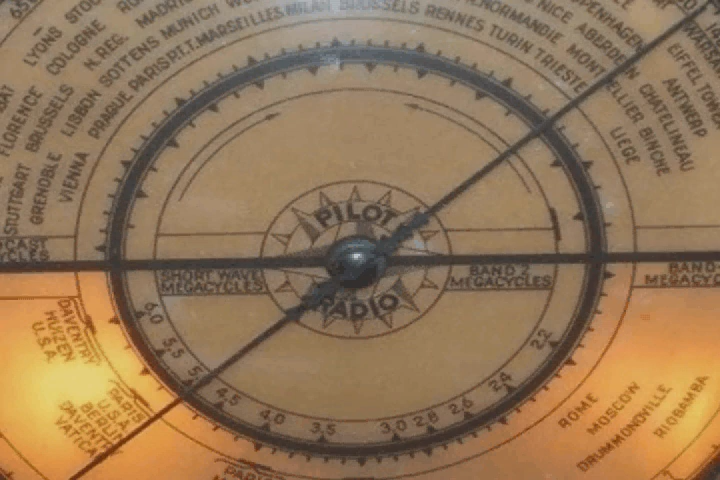 LYONS
COLOGNE
N.REG.
FLORENCE
BRUSSELS
LISBON SOTTENS MUNICH
STUTTGART GRENOBLE
VIENNA
PRAGUE PARIS P.T.T. MARSEILLES MILAN BRUSSELS RENNES TURIN TRIESTE
NORMANDIE
NICE ABERDEEN
MONTPELLIER BINCHE
LIEGE
CHATELINEAU
ANTWERP
EIFFEL TOWER
PILOT
RADIO
SHORT WAVE
MEGACYCLES
BAND 2
MEGACYCLES
BAND
MEGACYC
DAVENTRY
HUIZEN
U.S.A.
PARIS
U.S.A.
BERLIN
DAVENTRY
VATICAN
6.0 5.5 5 4.5 4.0 3.5 3.0 2.8 2.6 2.4 2.2
ROME
MOSCOW
DRUMMONDVILLE
RIOBAMBA